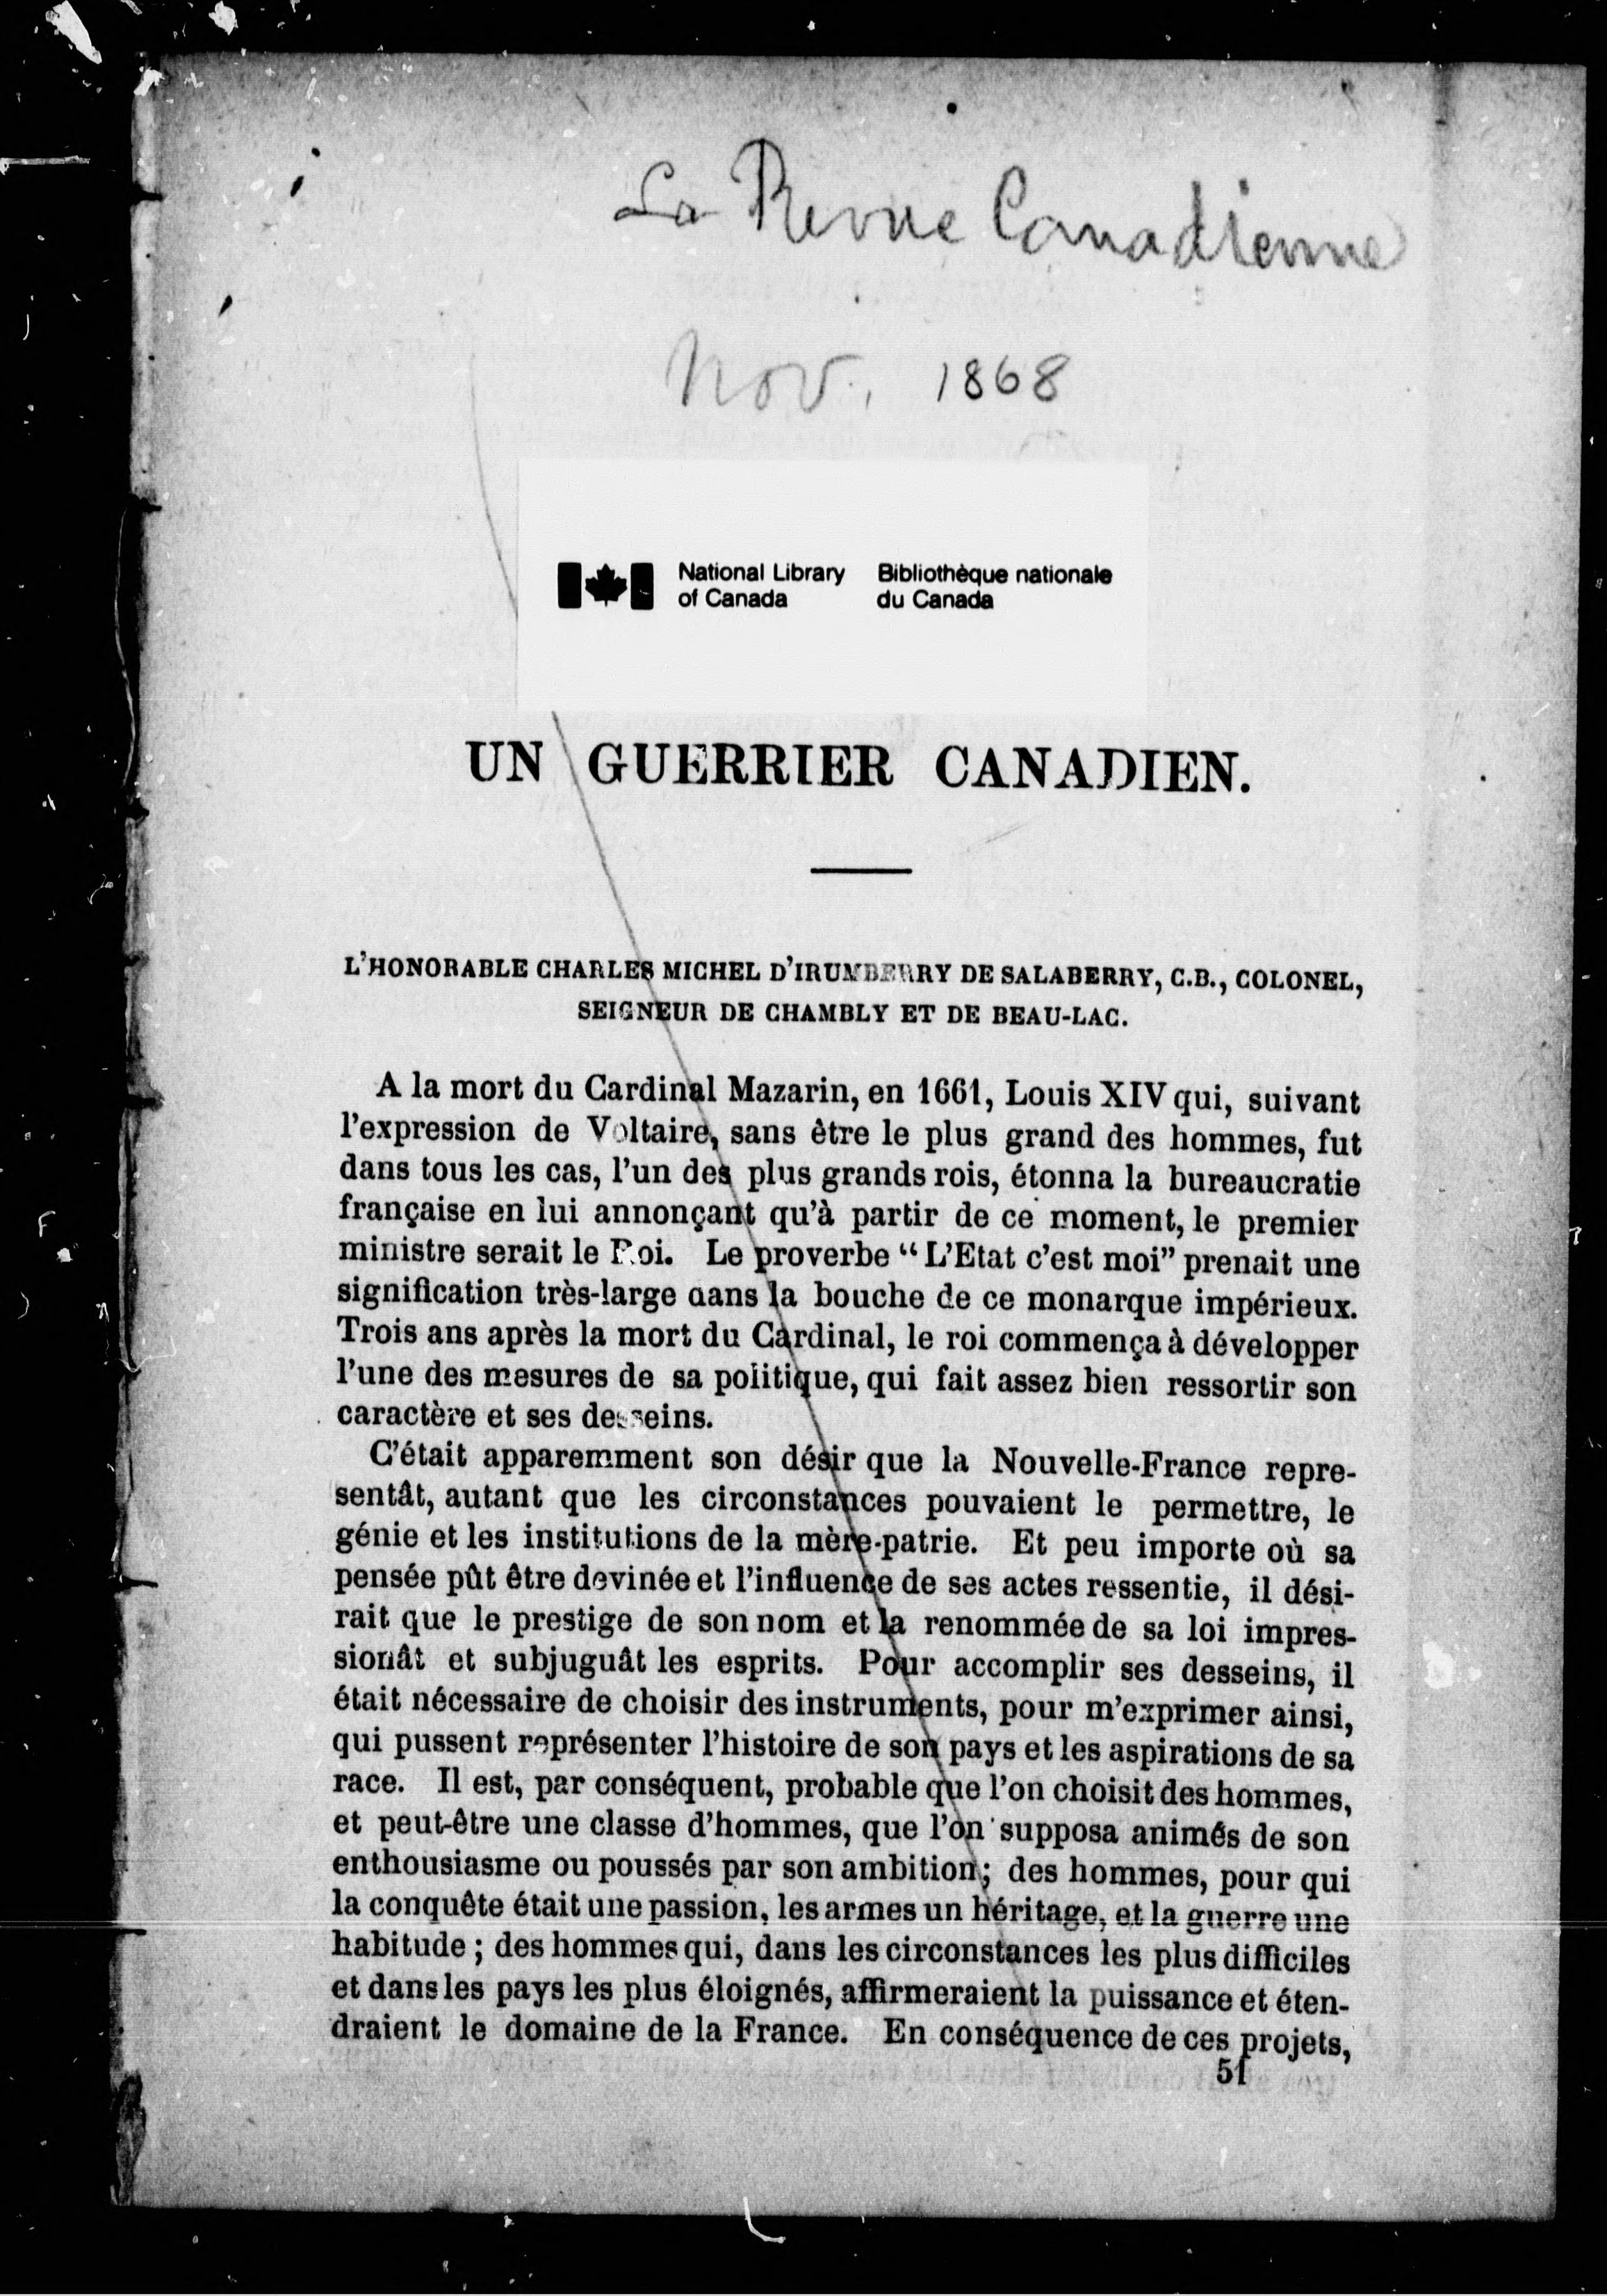 La Revue Canadienne
Nov. 1868
National Library of Canada
Bibliothèque nationale du Canada
UN GUERRIER CANADIEN.
L'HONORABLE CHARLES MICHEL D'IRUMBERRY DE SALABERRY, C.B., COLONEL,
SEIGNEUR DE CHAMBLY ET DE BEAU-LAC.
A la mort du Cardinal Mazarin, en 1661, Louis XIV qui, suivant
l'expression de Voltaire, sans être le plus grand des hommes, fut
dans tous les cas, l'un des plus grands rois, étonna la bureaucratie
française en lui annonçant qu'à partir de ce moment, le premier
ministre serait le Roi. Le proverbe “L'Etat c'est moi” prenait une
signification très-large dans la bouche de ce monarque impérieux.
Trois ans après la mort du Cardinal, le roi commença à développer
l'une des mesures de sa politique, qui fait assez bien ressortir son
caractère et ses desseins.
C'était apparemment son désir que la Nouvelle-France repre-
sentât, autant que les circonstances pouvaient le permettre, le
génie et les institutions de la mère-patrie. Et peu importe où sa
pensée pût être devinée et l'influence de ses actes ressentie, il dési-
rait que le prestige de son nom et la renommée de sa loi impres-
sionât et subjuguât les esprits. Pour accomplir ses desseins, il
était nécessaire de choisir des instruments, pour m'exprimer ainsi,
qui pussent représenter l'histoire de son pays et les aspirations de sa
race. Il est, par conséquent, probable que l'on choisit des hommes,
et peut-être une classe d'hommes, que l'on supposa animés de son
enthousiasme ou poussés par son ambition; des hommes, pour qui
la conquête était une passion, les armes un héritage, et la guerre une
habitude ; des hommes qui, dans les circonstances les plus difficiles
et dans les pays les plus éloignés, affirmeraient la puissance et éten-
draient le domaine de la France. En conséquence de ces projets,
51